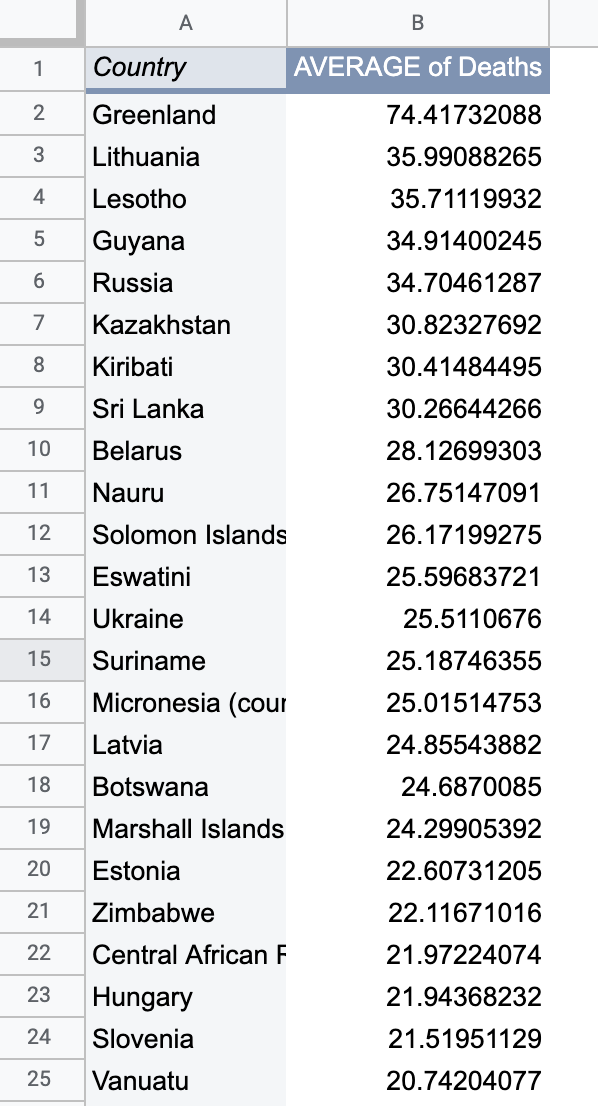 A B
1 Country AVERAGE of Deaths
2 Greenland 74.41732088
3 Lithuania 35.99088265
4 Lesotho 35.71119932
5 Guyana 34.91400245
6 Russia 34.70461287
7 Kazakhstan 30.82327692
8 Kiribati 30.41484495
9 Sri Lanka 30.26644266
10 Belarus 28.12699303
11 Nauru 26.75147091
12 Solomon Islands 26.17199275
13 Eswatini 25.59683721
14 Ukraine 25.5110676
15 Suriname 25.18746355
16 Micronesia (cour 25.01514753
17 Latvia 24.85543882
18 Botswana 24.6870085
19 Marshall Islands 24.29905392
20 Estonia 22.60731205
21 Zimbabwe 22.11671016
22 Central African F 21.97224074
23 Hungary 21.94368232
24 Slovenia 21.51951129
25 Vanuatu 20.74204077